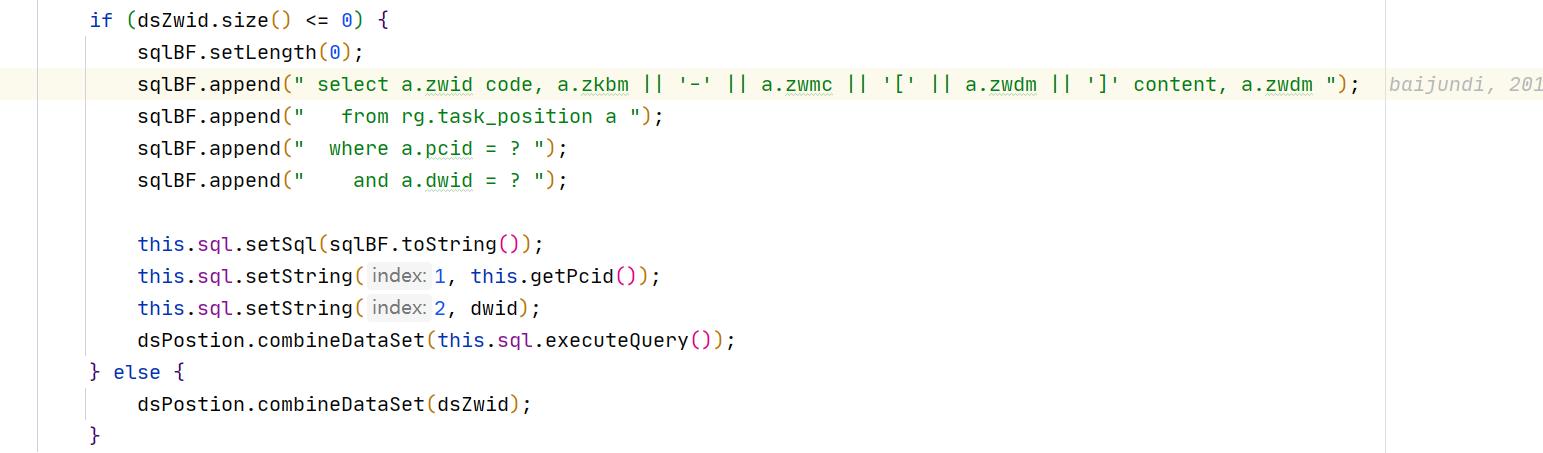 if (dsZwid.size() <= 0) {
sqlBF.setLength(0);
sqlBF.append(" select a.zwid code, a.zkbm || '-' || a.zwmc || '[' || a.zwdm || ']' content, a.zwdm "); baijundi, 201
sqlBF.append("   from rg.task_position a ");
sqlBF.append("  where a.pcid = ? ");
sqlBF.append("    and a.dwid = ? ");
this.sql.setSql(sqlBF.toString());
this.sql.setString( index: 1, this.getPcid());
this.sql.setString( index: 2, dwid);
dsPostion.combineDataSet(this.sql.executeQuery());
} else {
dsPostion.combineDataSet(dsZwid);
}